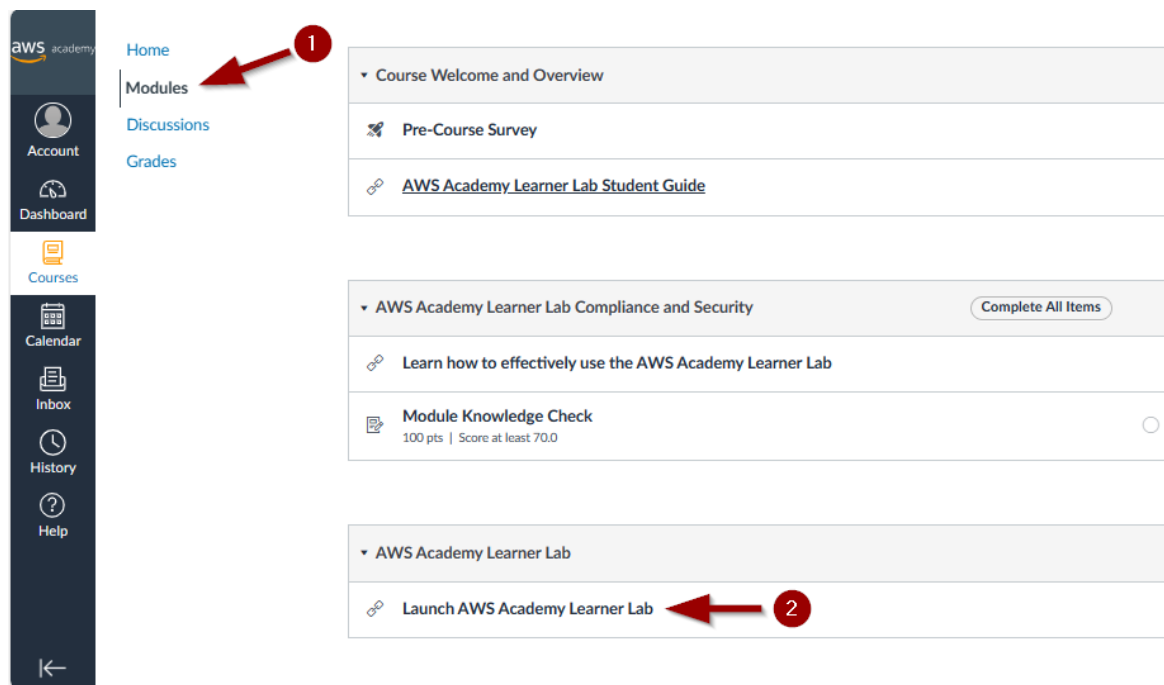 aws academy
Account
Dashboard
Courses
Calendar
Inbox
History
Help
Home
Modules
Discussions
Grades
1
Course Welcome and Overview
Pre-Course Survey
AWS Academy Learner Lab Student Guide
AWS Academy Learner Lab Compliance and Security
Complete All Items
Learn how to effectively use the AWS Academy Learner Lab
Module Knowledge Check
100 pts | Score at least 70.0
AWS Academy Learner Lab
Launch AWS Academy Learner Lab
2